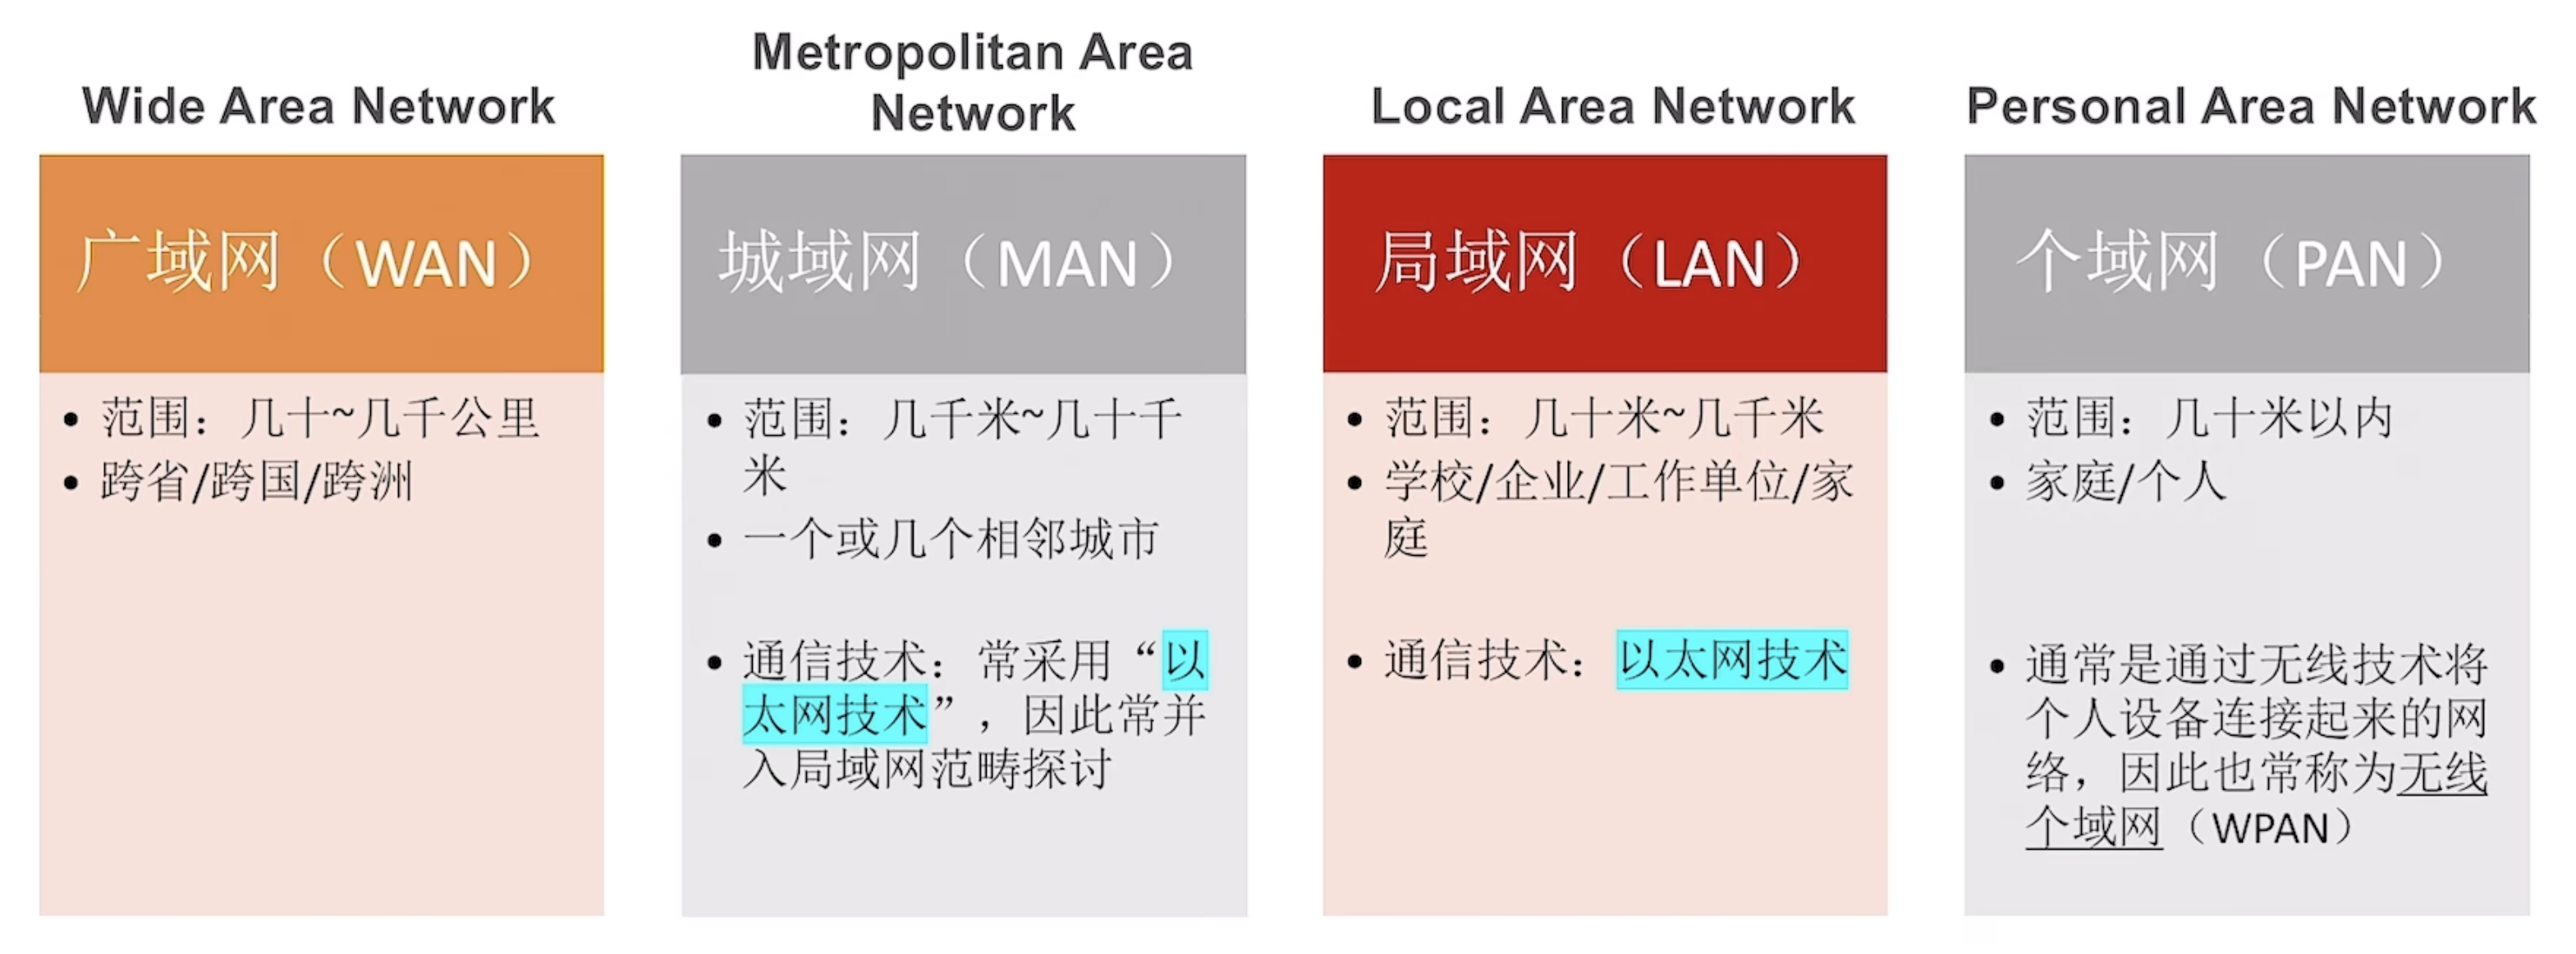 Wide Area Network
广域网（WAN）
• 范围：几十~几千公里
• 跨省/跨国/跨洲
Metropolitan Area
Network
城域网（MAN）
• 范围：几千米~几十千
米
• 一个或几个相邻城市
• 通信技术：常采用“以
太网技术”，因此常并
入局域网范畴探讨
Local Area Network
局域网（LAN）
• 范围：几十米~几千米
• 学校/企业/工作单位/家
庭
• 通信技术：以太网技术
Personal Area Network
个域网（PAN）
• 范围：几十米以内
• 家庭/个人
• 通常是通过无线技术将
个人设备连接起来的网
络，因此也常称为无线
个域网（WPAN）